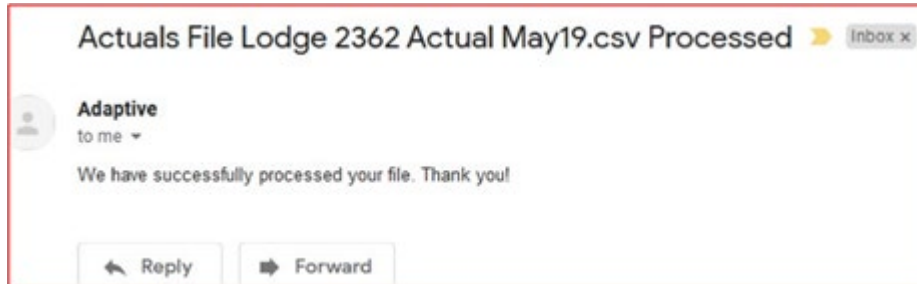 Actuals File Lodge 2362 Actual May19.csv Processed Inbox x
Adaptive
to me
We have successfully processed your file. Thank you!
Reply Forward